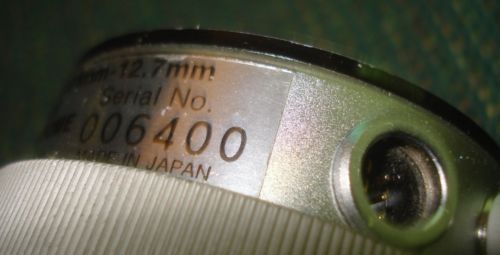 -12.7mm
Serial No.
006400
MADE IN JAPAN